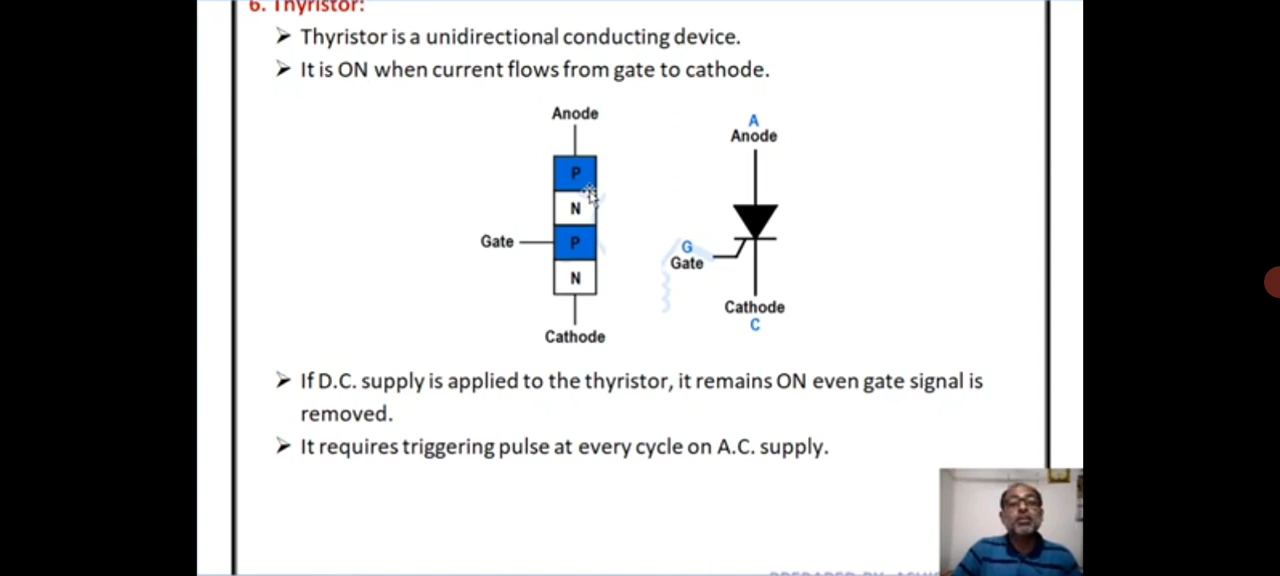 6. Thyristor:
➢ Thyristor is a unidirectional conducting device.
➢ It is ON when current flows from gate to cathode.
Anode
P
N
Gate
P
N
Cathode
A
Anode
G
Gate
Cathode
C
➢ If D.C. supply is applied to the thyristor, it remains ON even gate signal is
removed.
➢ It requires triggering pulse at every cycle on A.C. supply.
PREPARED BY